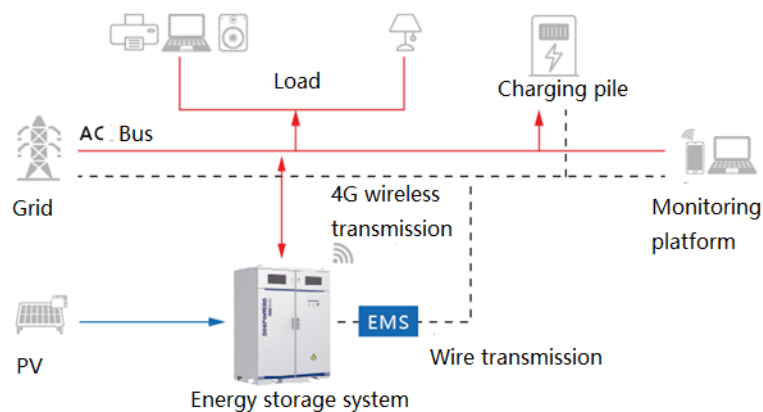 Load
Charging pile
AC Bus
Grid
4G wireless
transmission
Monitoring
platform
EMS
PV
Wire transmission
Energy storage system